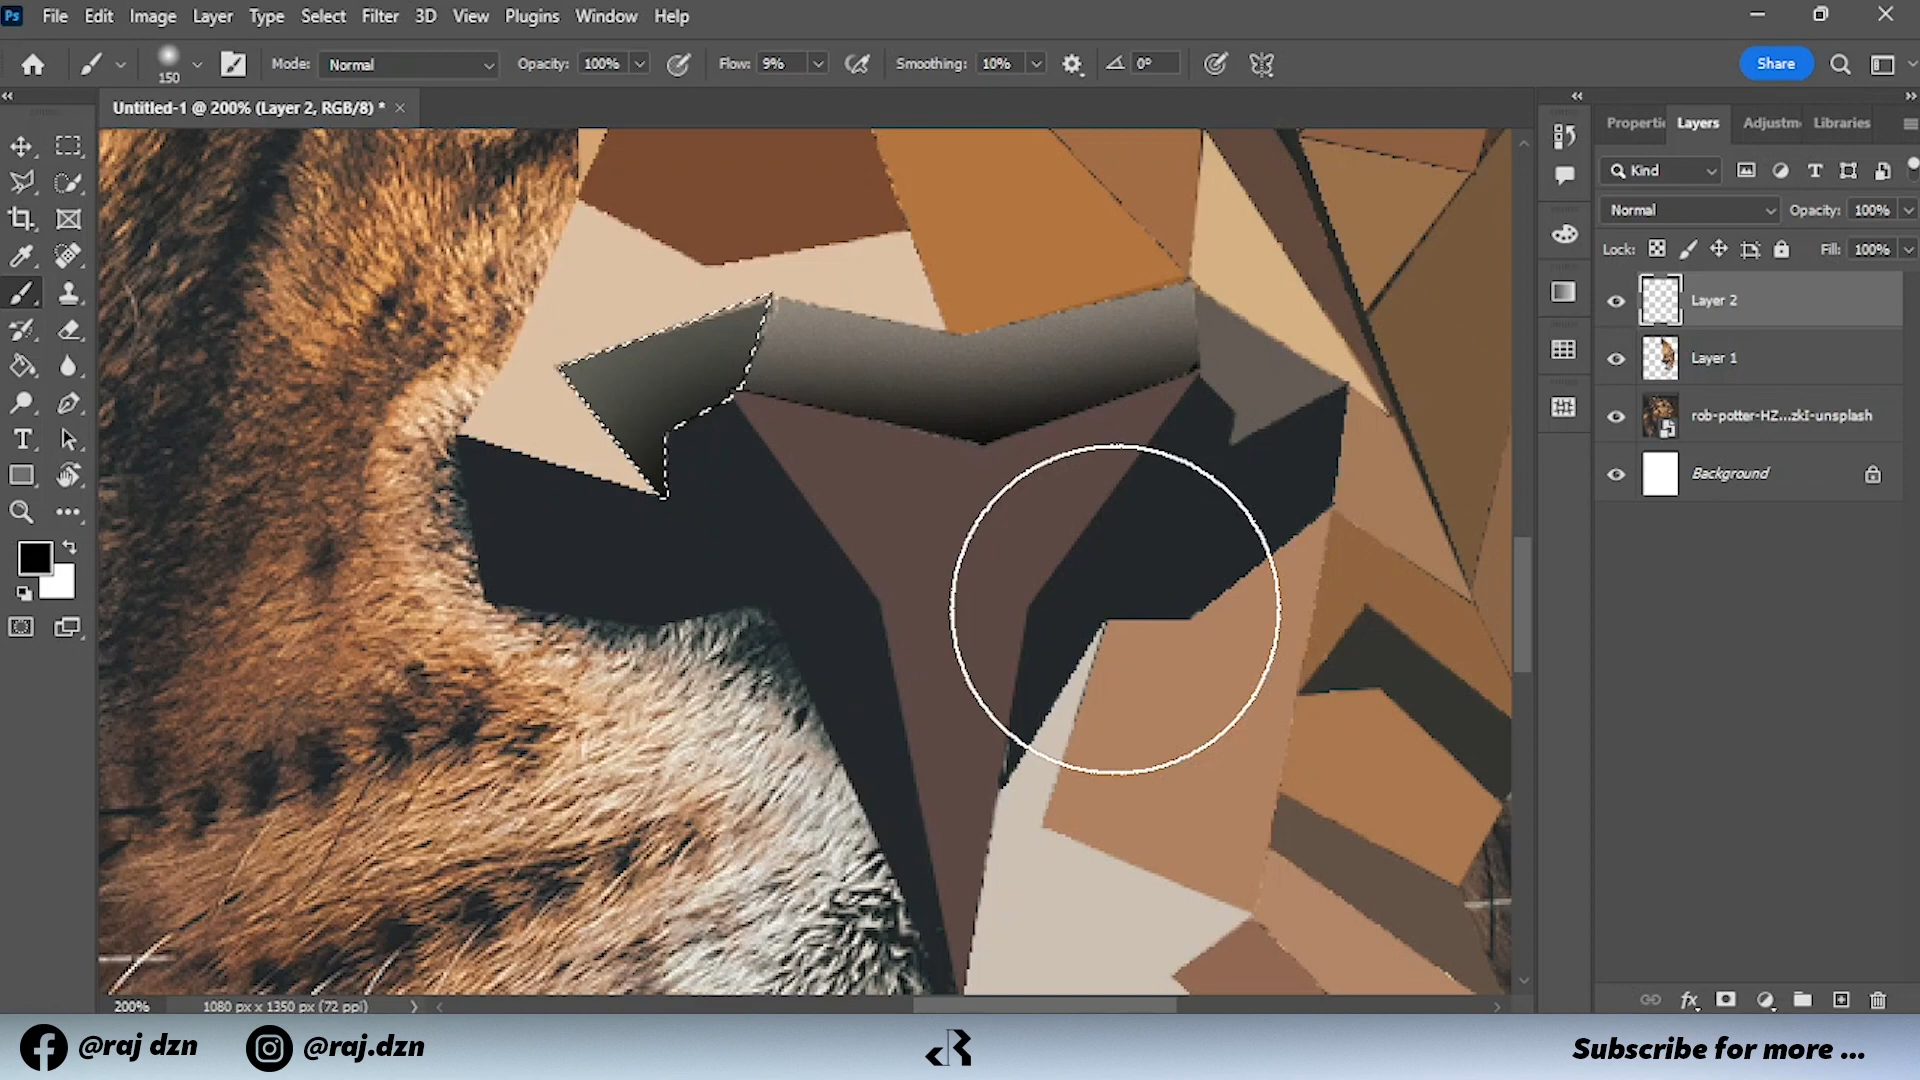 Ps File Edit Image Layer Type Select Filter 3D View Plugins Window Help
150 Mode: Normal Opacity: 100% Flow: 9% Smoothing: 10% 0° Share
Untitled-1 @ 200% (Layer 2, RGB/8) * ×
Properti Layers Adjustm Libraries
Kind
Normal Opacity: 100%
Lock: Fill: 100%
Layer 2
Layer 1
rob-potter-HZ...zkI-unsplash
Background
200% 1080 px x 1350 px (72 ppi)
@raj dzn @raj.dzn Subscribe for more ...